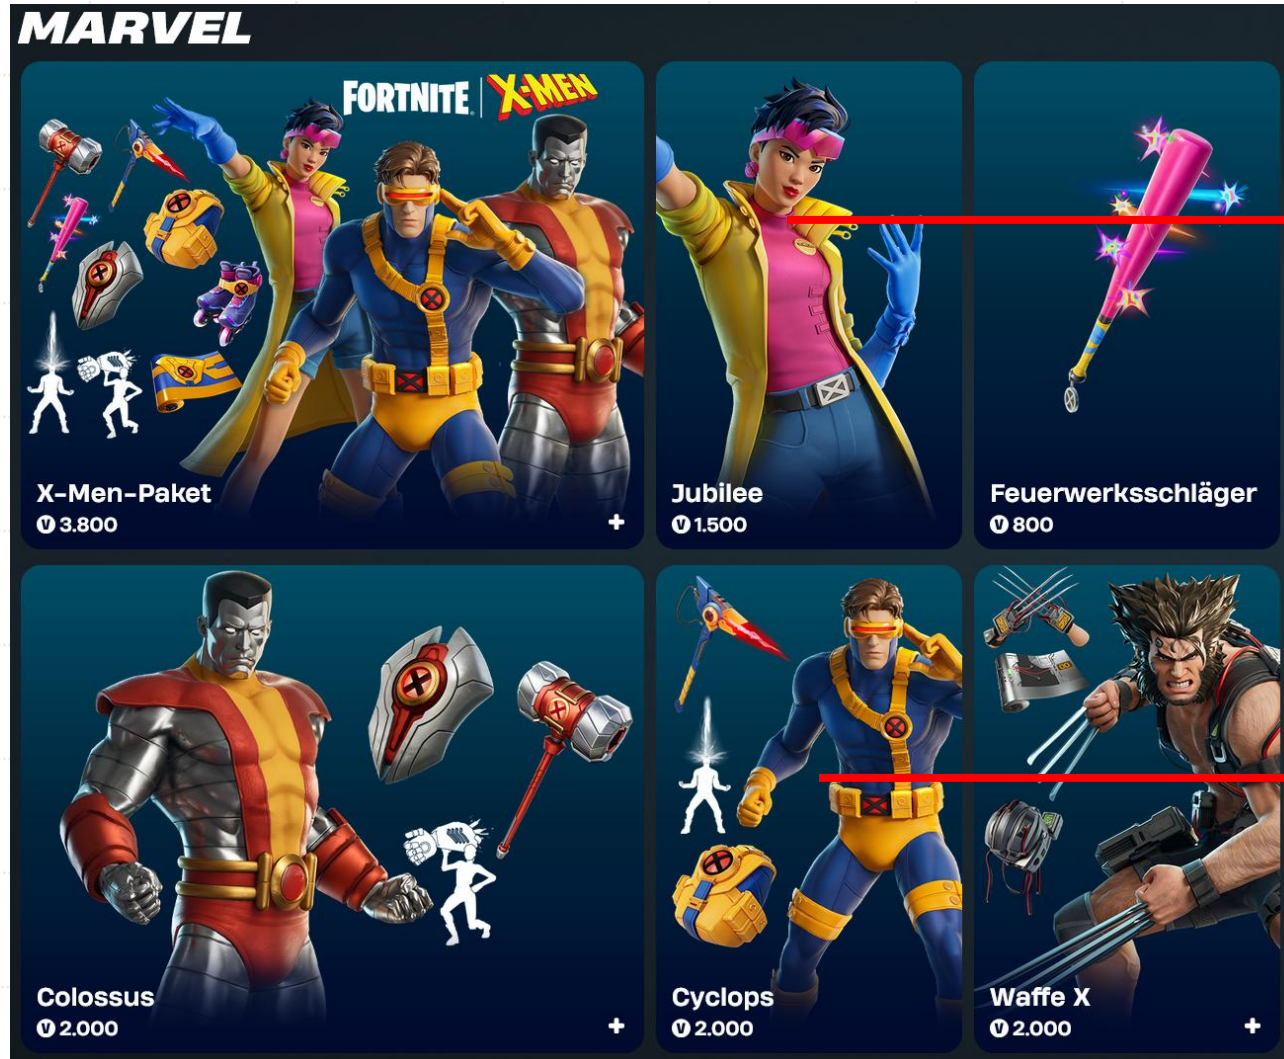 MARVEL
FORTNITE X-MEN
X-Men-Paket
3.800
Jubilee
1.500
Feuerwerksschläger
800
Colossus
2.000
Cyclops
2.000
Waffe X
2.000